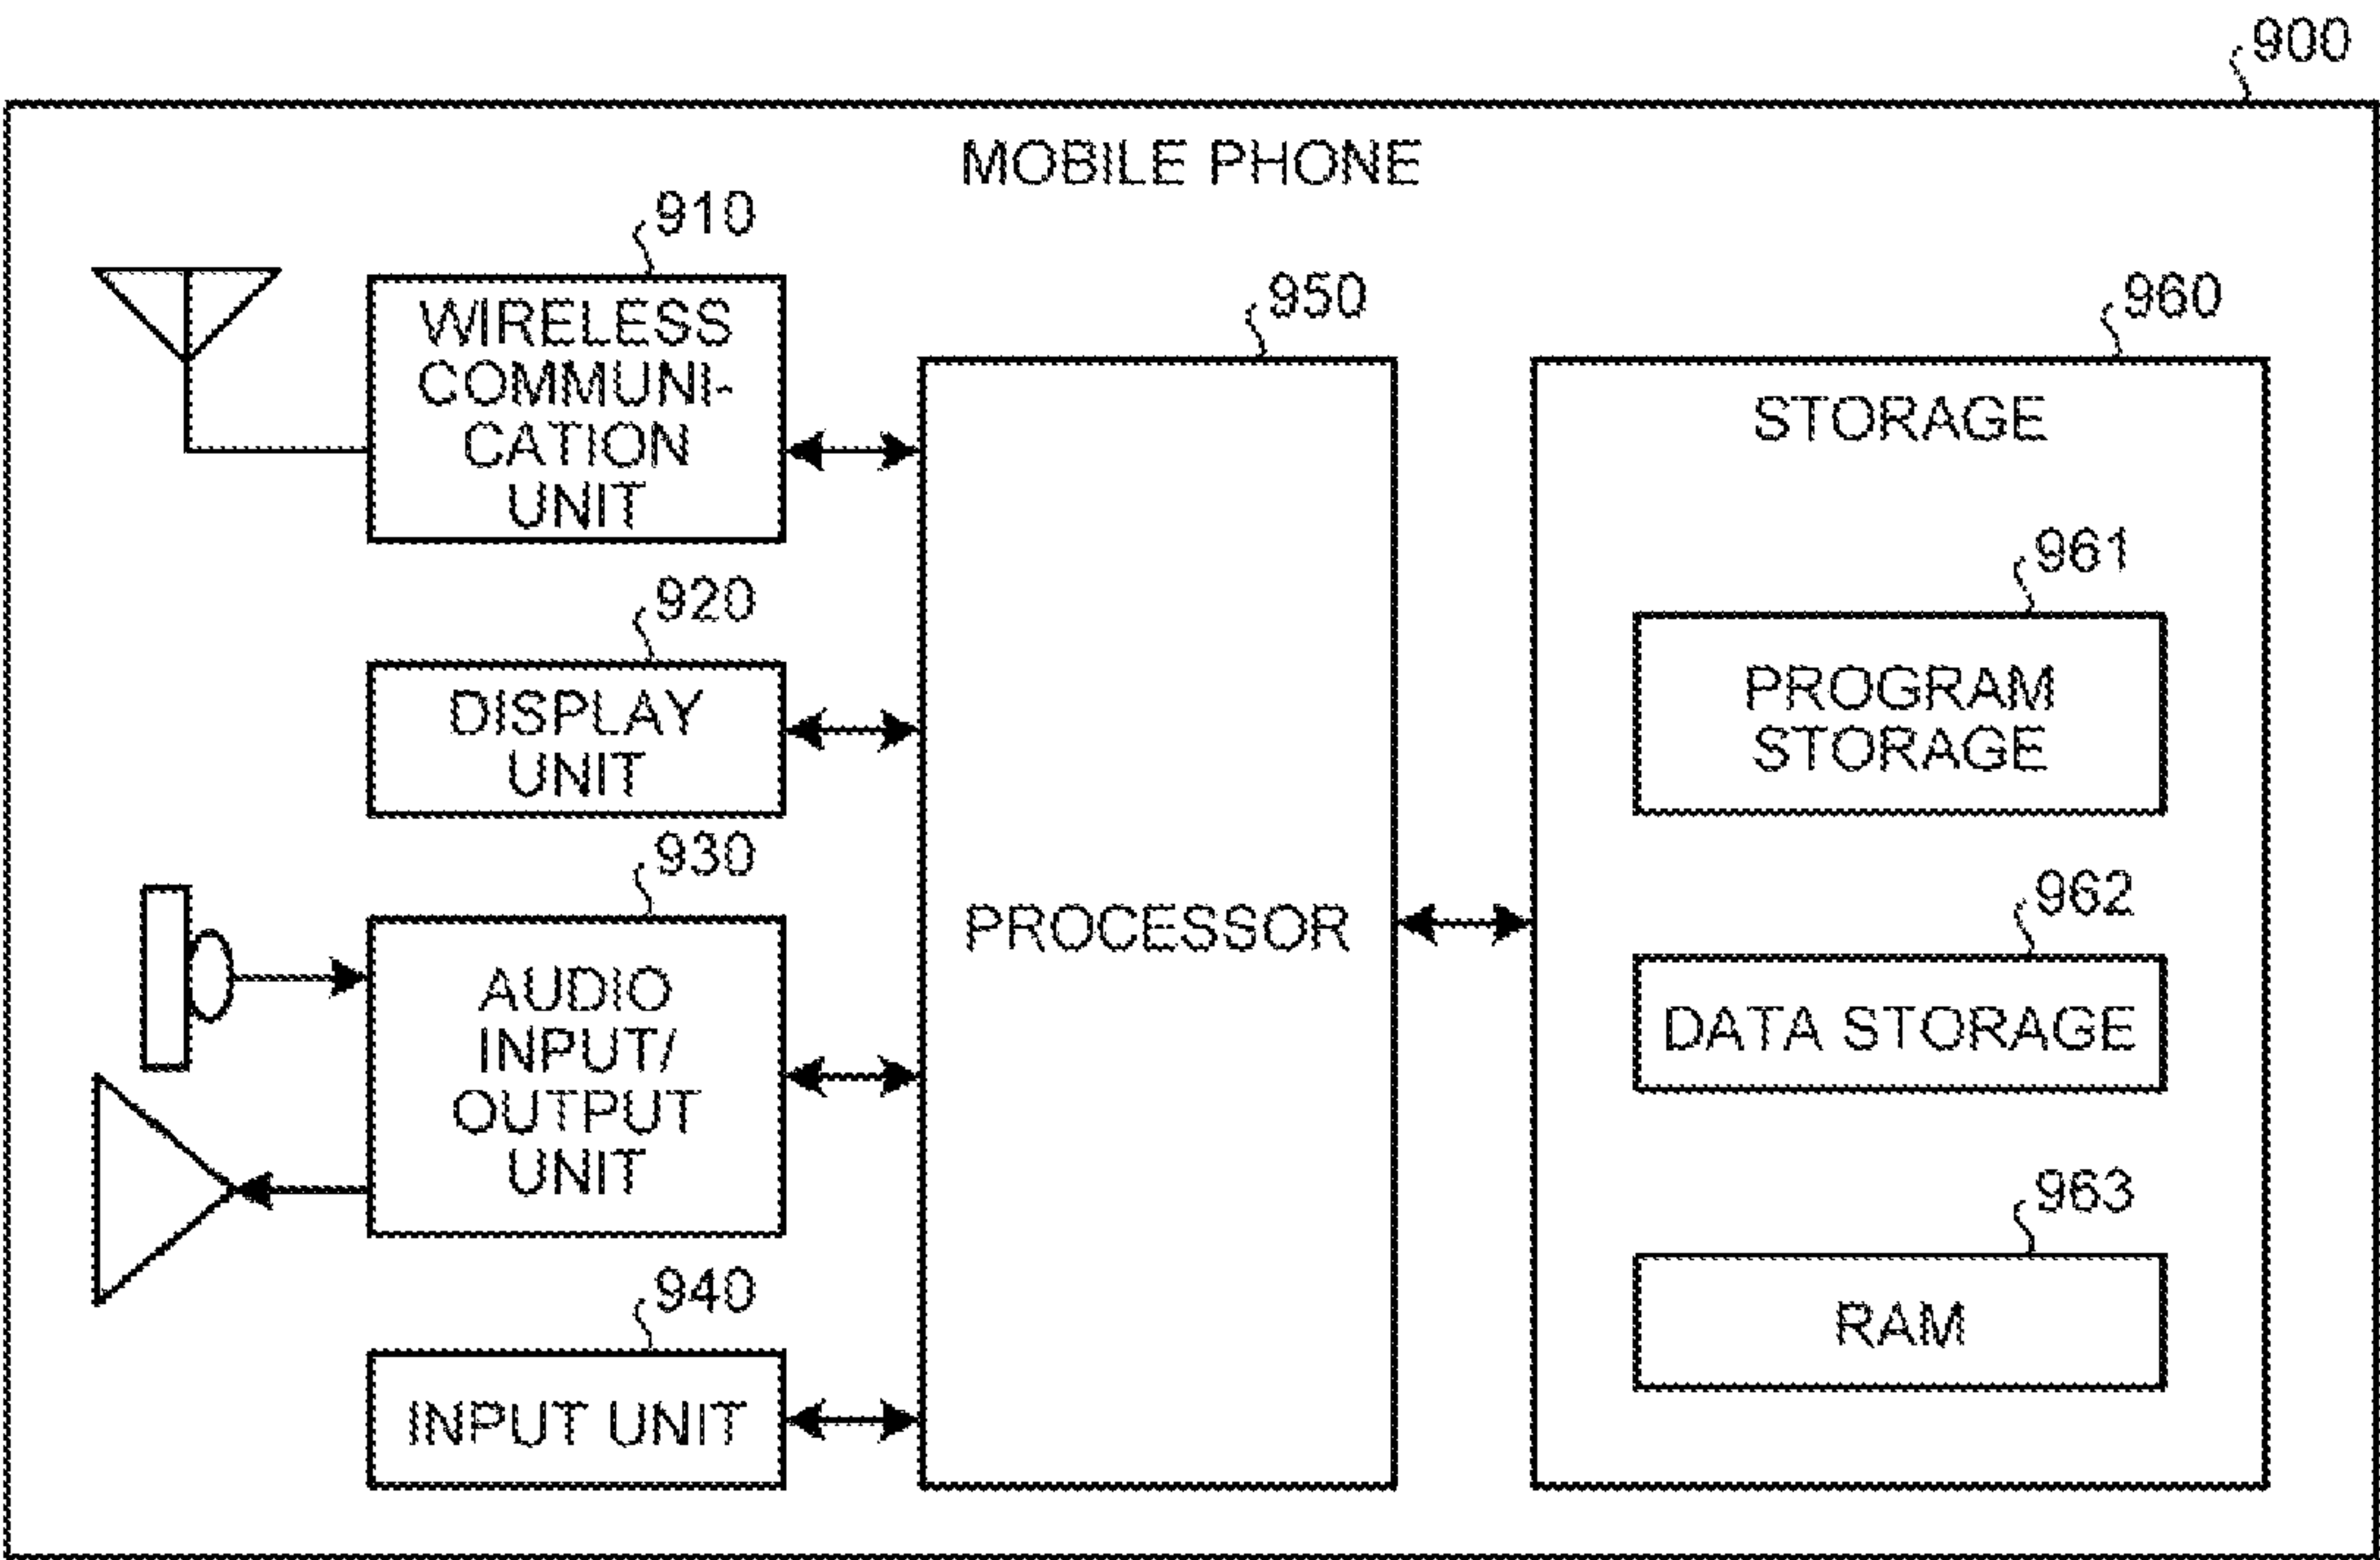 900
MOBILE PHONE
910
WIRELESS
COMMUNI-
CATION
UNIT
920
DISPLAY
UNIT
930
AUDIO
INPUT/
OUTPUT
UNIT
940
INPUT UNIT
950
PROCESSOR
960
STORAGE
961
PROGRAM
STORAGE
962
DATA STORAGE
963
RAM